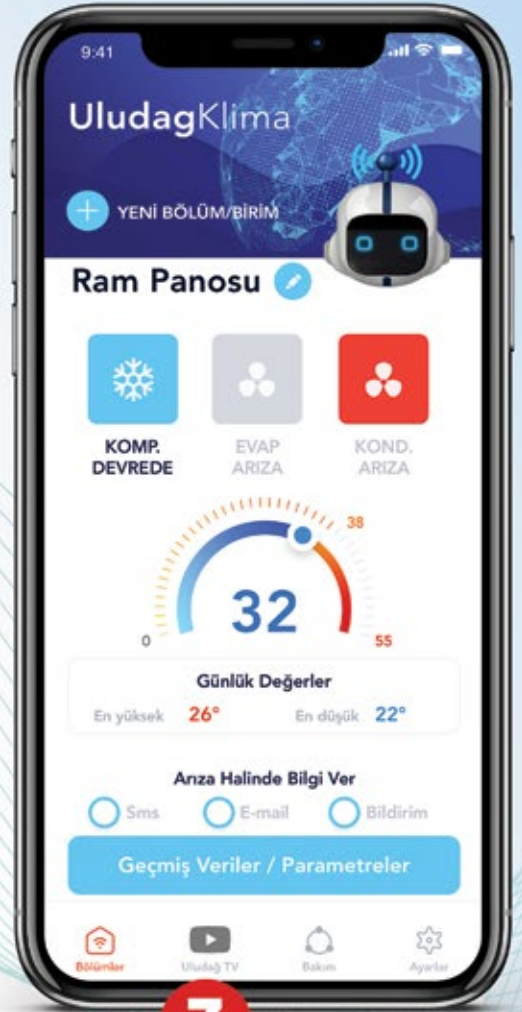 9:41
UludagKlima
YENİ BÖLÜM/BİRİM
Ram Panosu
KOMP. DEVREDE
EVAP ARIZA
KOND. ARIZA
38
32
0
55
Günlük Değerler
En yüksek 26° En düşük 22°
Arıza Halinde Bilgi Ver
Sms E-mail Bildirim
Geçmiş Veriler / Parametreler
Bölümler Uludağ TV Bakım Ayarlar